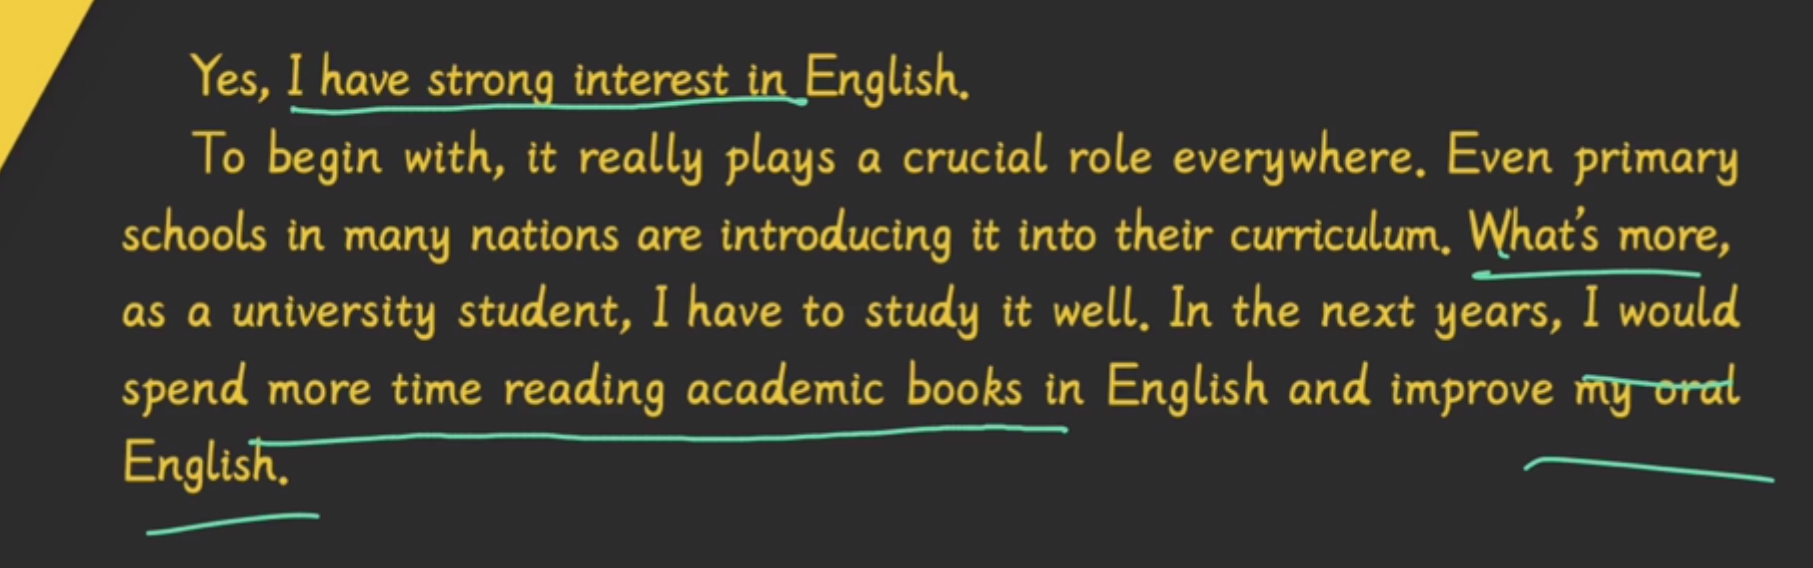 Yes, I have strong interest in English.
To begin with, it really plays a crucial role everywhere. Even primary
schools in many nations are introducing it into their curriculum. What's more,
as a university student, I have to study it well. In the next years, I would
spend more time reading academic books in English and improve my oral
English.